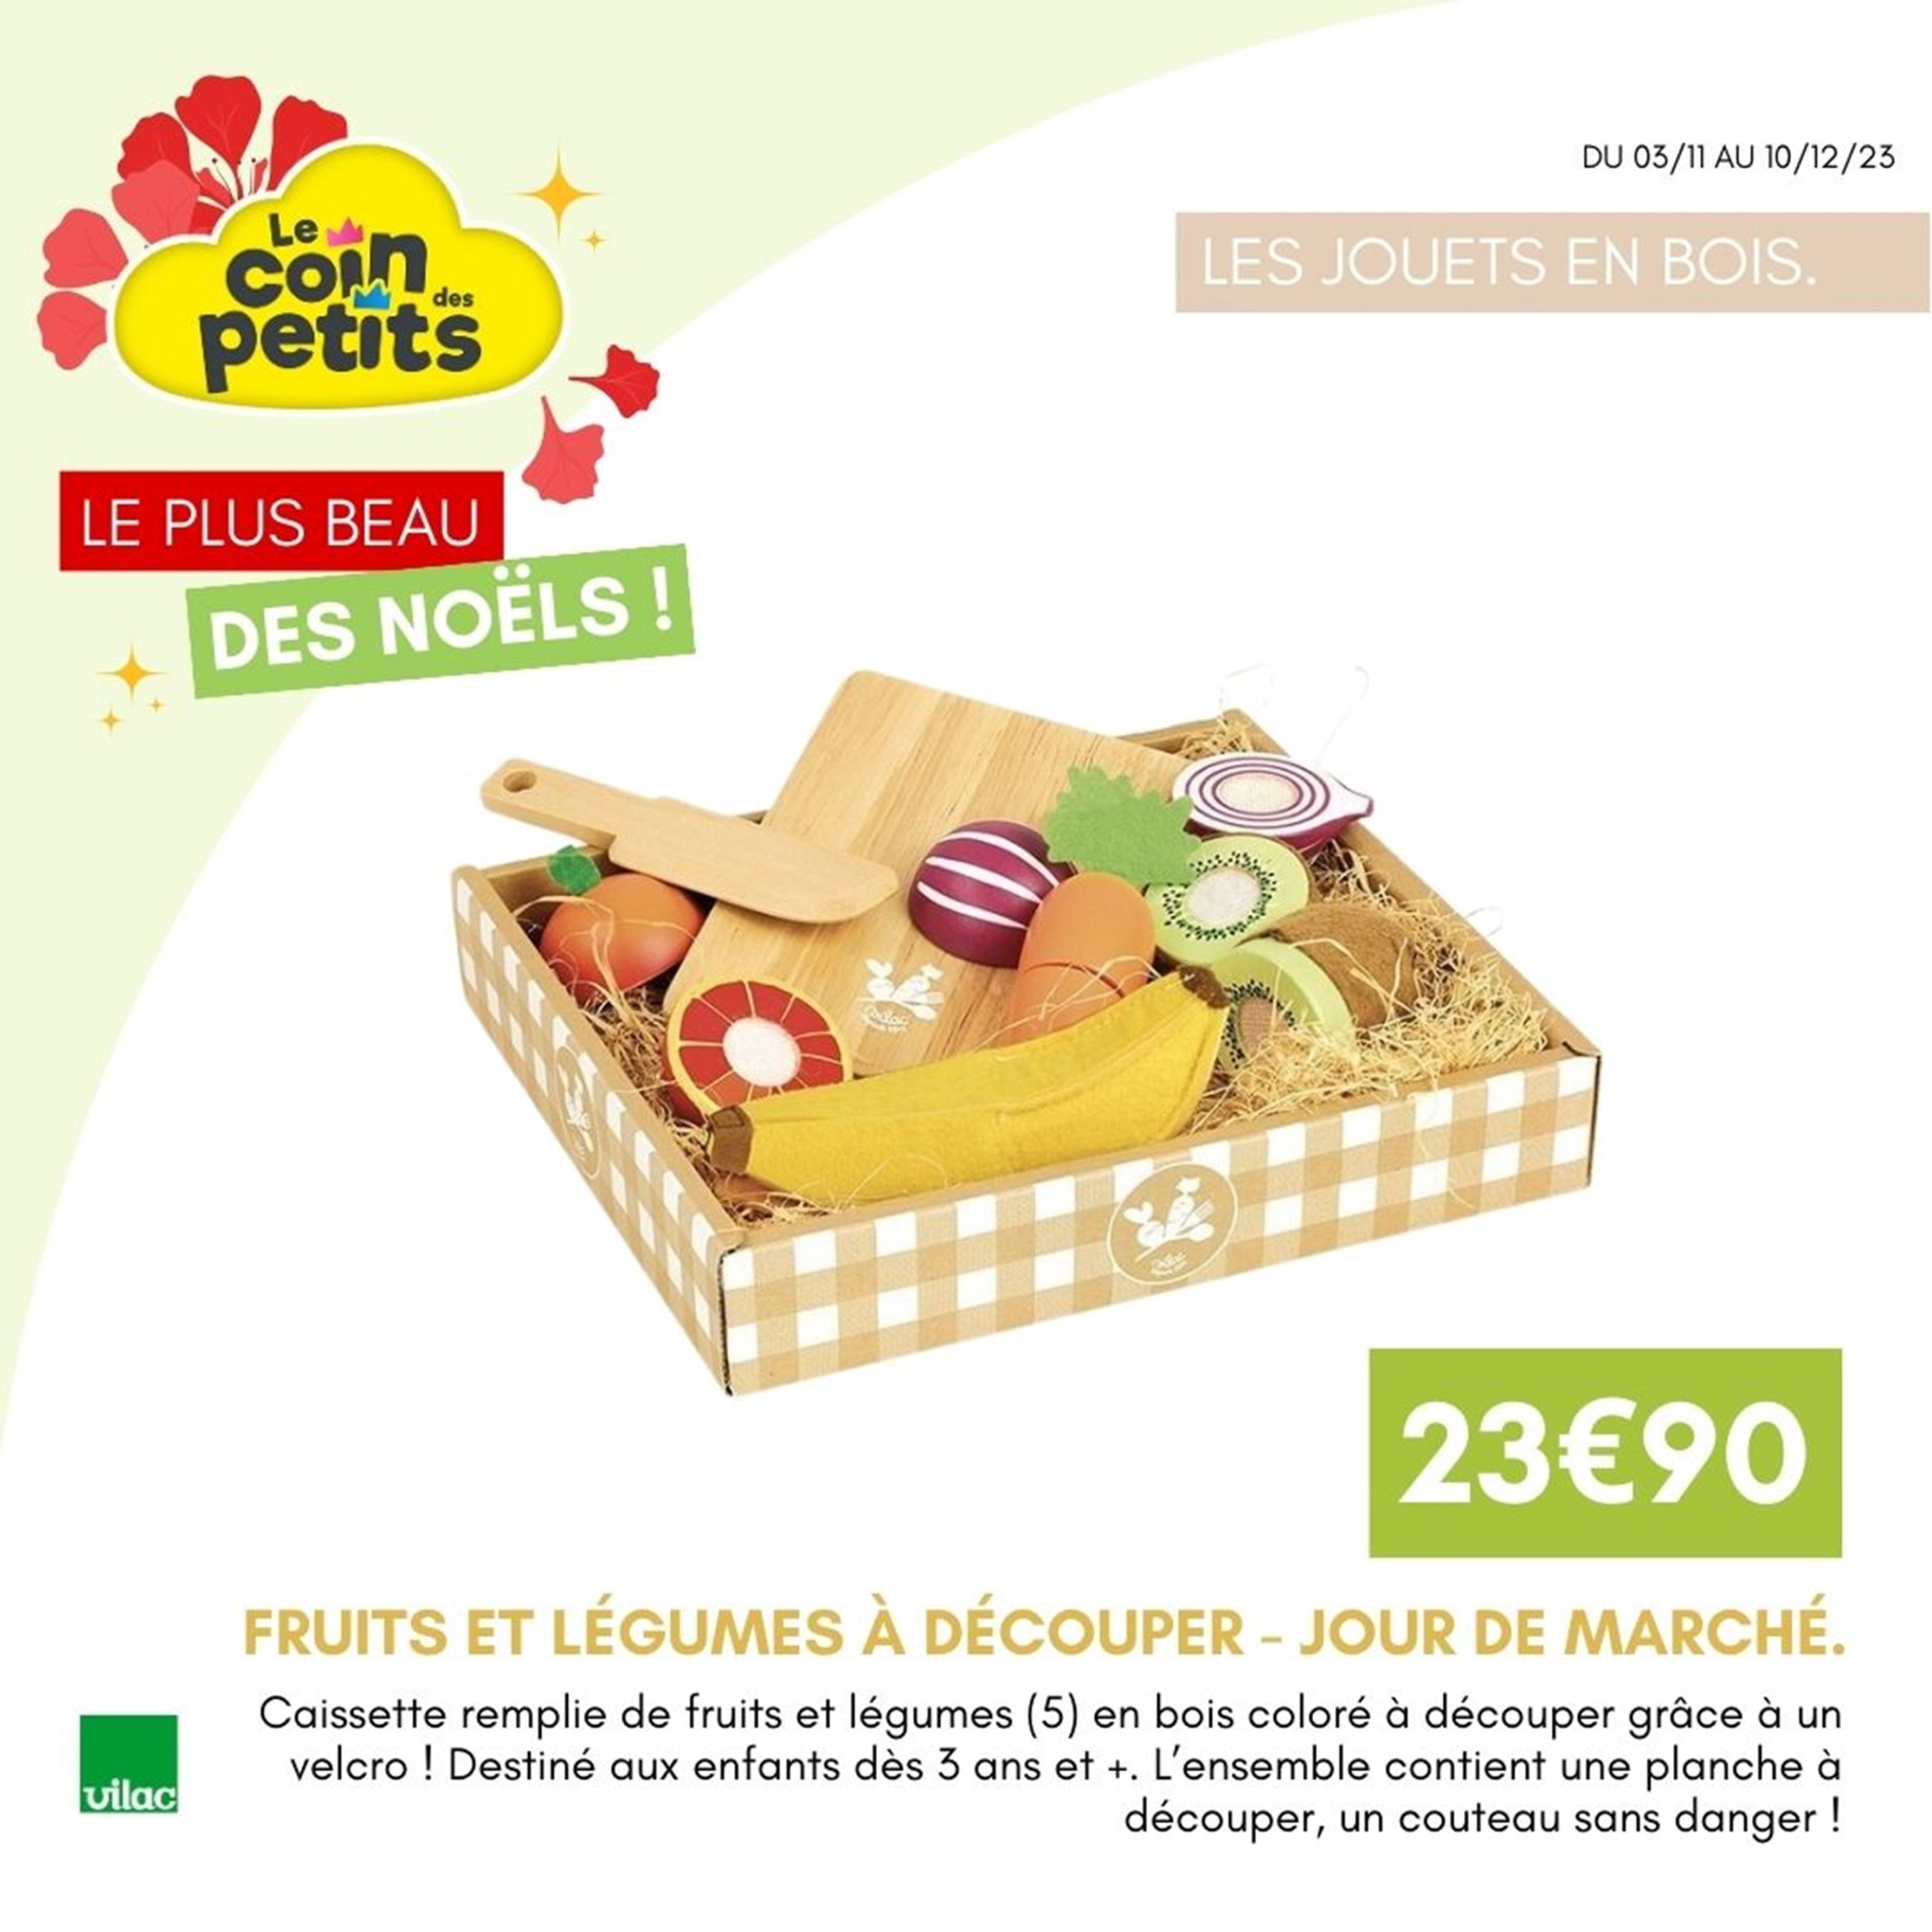 Le
coin
des
petits
DU 03/11 AU 10/12/23
LES JOUETS EN BOIS.
LE PLUS BEAU
DES NOËLS !
Vilac
23€90
FRUITS ET LÉGUMES À DÉCOUPER - JOUR DE MARCHÉ.
Caissette remplie de fruits et légumes (5) en bois coloré à découper grâce à un
velcro ! Destiné aux enfants dès 3 ans et +. L'ensemble contient une planche à
découper, un couteau sans danger !
vilac